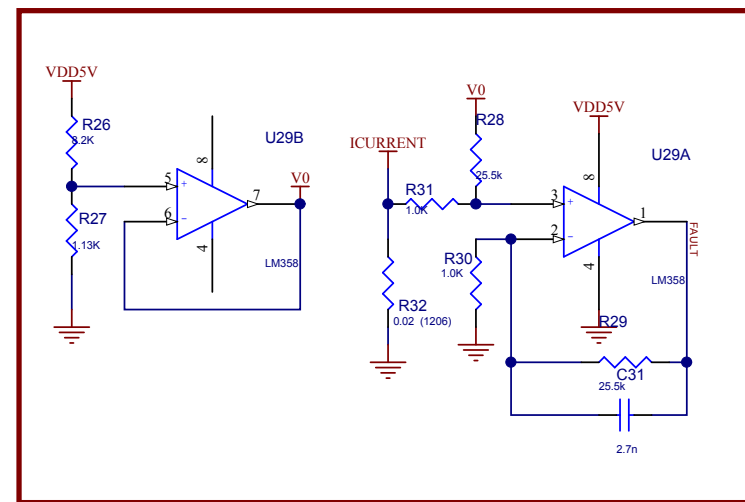 VDD5V
R26
8.2K
R27
1.13K
U29B
5
+
6
−
8
4
7
V0
LM358
ICURRENT
V0
R28
25.5k
R31
1.0K
R30
1.0K
R32
0.02 (1206)
VDD5V
U29A
3
+
2
−
8
4
1
FAULT
LM358
R29
25.5k
C31
2.7n